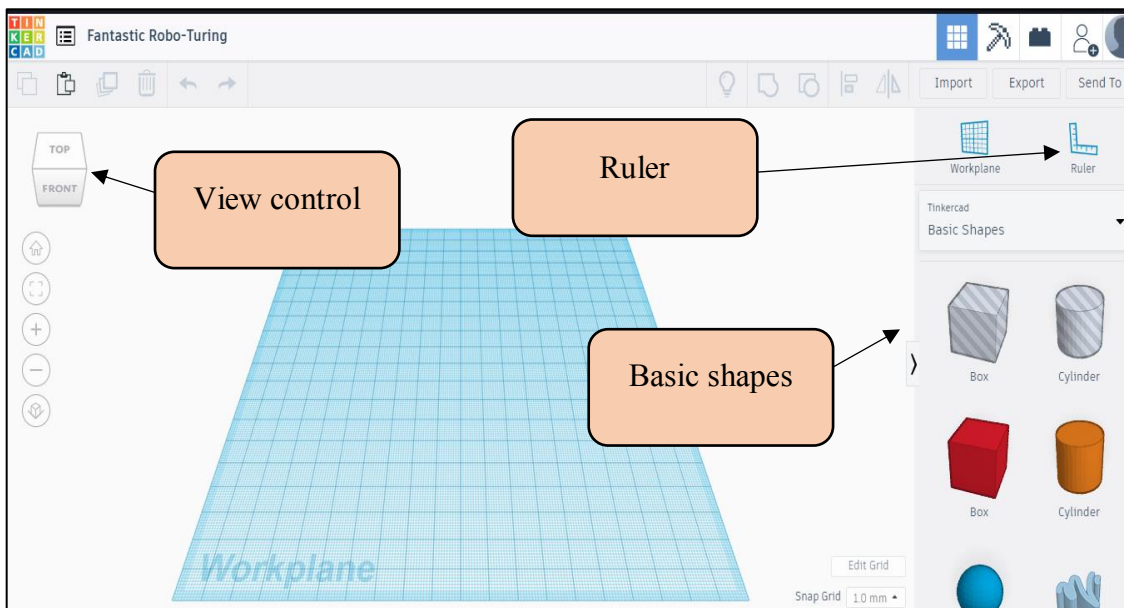 TIN
KER
CAD
Fantastic Robo-Turing
Import Export Send To
TOP
FRONT
View control
Ruler
Workplane Ruler
Tinkercad
Basic Shapes
Basic shapes
Box Cylinder
Box Cylinder
Workplane
Edit Grid
Snap Grid 1.0 mm